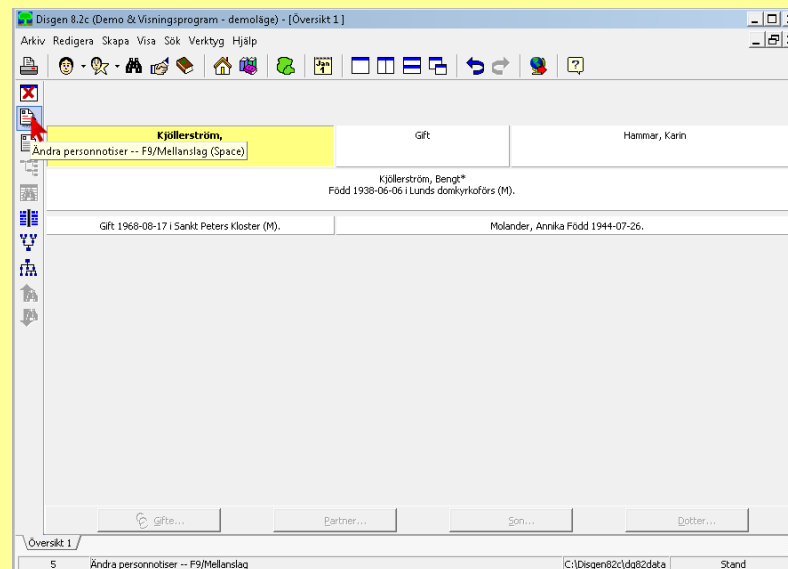 Disgen 8.2c (Demo & Visningsprogram - demoläge) - [Översikt 1]
Arkiv Redigera Skapa Visa Sök Verktyg Hjälp
Jan
1
?
Kjöllerström,
Gift
Hammar, Karin
Ändra personnotiser -- F9/Mellanslag (Space)
Kjöllerström, Bengt*
Född 1938-06-06 i Lunds domkyrkoförs (M).
Gift 1968-08-17 i Sankt Peters Kloster (M).
Molander, Annika Född 1944-07-26.
Gifte...
Partner...
Son...
Dotter...
Översikt 1
5
Ändra personnotiser -- F9/Mellanslag
C:\Disgen82c\dg82data
Stand